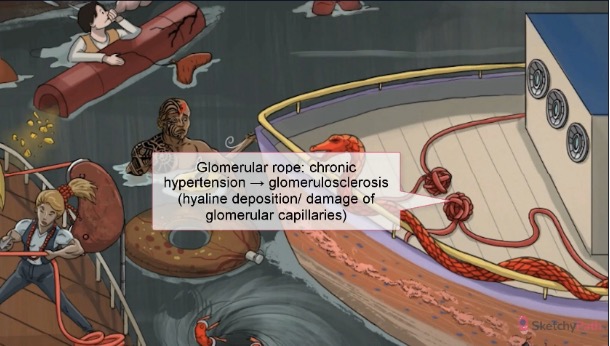 Glomerular rope: chronic
hypertension → glomerulosclerosis
(hyaline deposition/ damage of
glomerular capillaries)
Sketchy